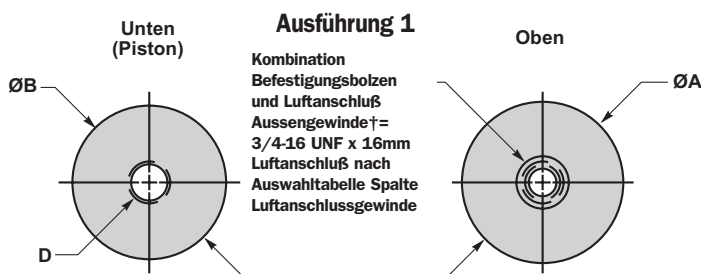 Ausführung 1
Unten
(Piston)
Oben
Kombination
Befestigungsbolzen
und Luftanschluß
Aussengewinde†=
3/4-16 UNF x 16mm
Luftanschluß nach
Auswahltabelle Spalte
Luftanschlussgewinde
ØB
ØA
D